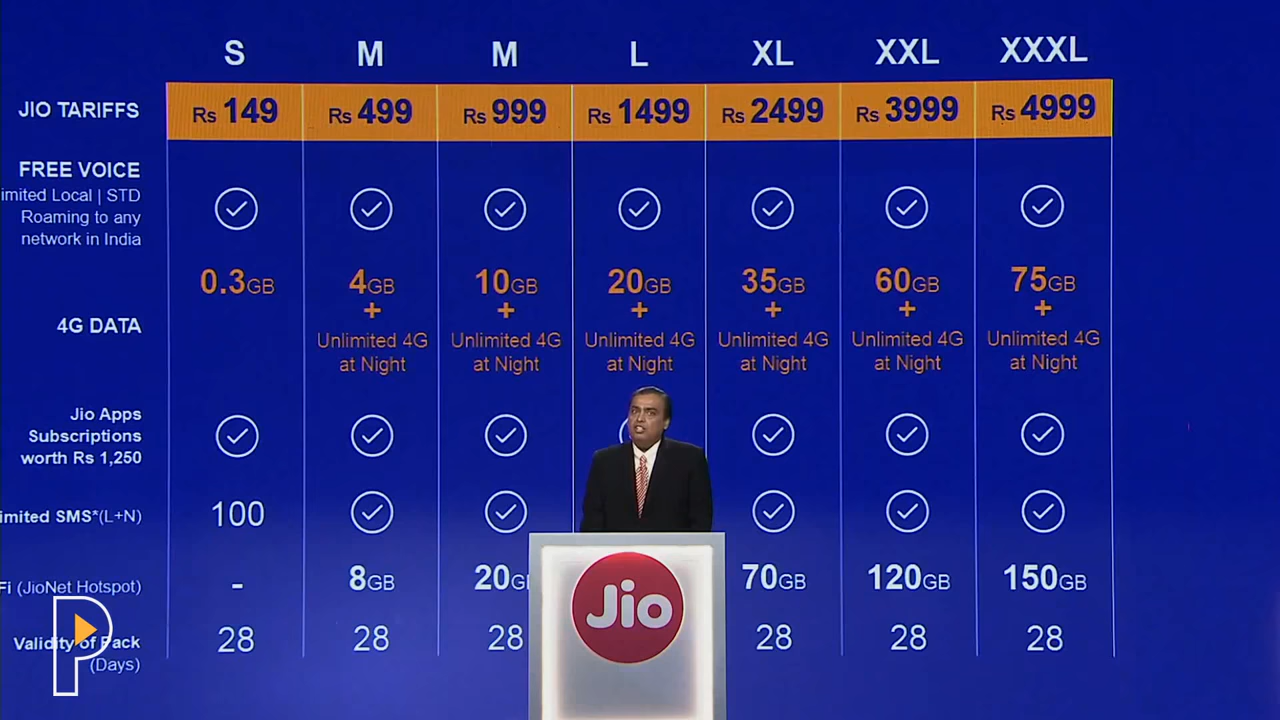 S M M L XL XXL XXXL
JIO TARIFFS Rs 149 Rs 499 Rs 999 Rs 1499 Rs 2499 Rs 3999 Rs 4999
FREE VOICE
Local | STD
Roaming to any
network in India
0.3GB 4GB 10GB 20GB 35GB 60GB 75GB
+ + + + + +
4G DATA
Unlimited 4G Unlimited 4G Unlimited 4G Unlimited 4G Unlimited 4G Unlimited 4G
at Night at Night at Night at Night at Night at Night
Jio Apps
Subscriptions
worth Rs 1,250
SMS*(L+N) 100
(JioNet Hotspot) - 8GB 20G 70GB 120GB 150GB
Validity of Pack 28 28 28 28 28 28
(Days)
Jio
P